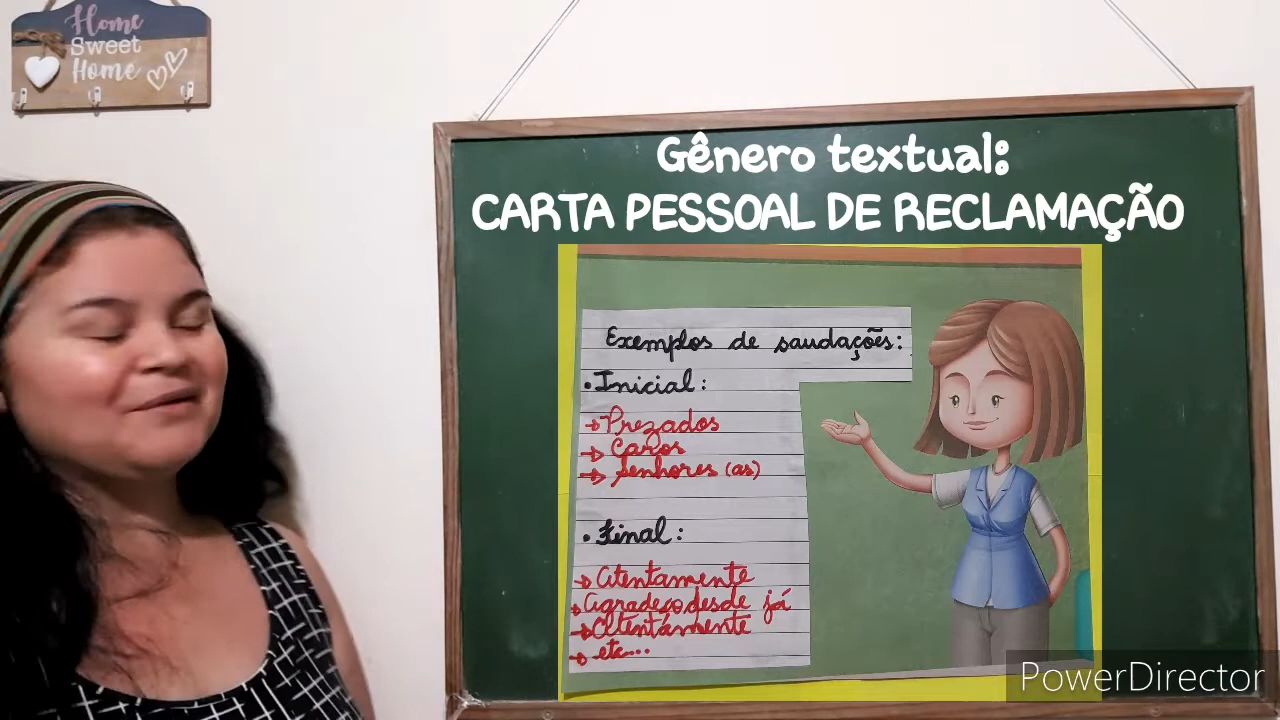 Home
Sweet
Home
Gênero textual:
CARTA PESSOAL DE RECLAMAÇÃO
Exemplos de saudações:
•Inicial:
→Prezados
→ Caros
→ Senhores (as)
•Final:
→ Atentamente
→ Agradeço desde já
→ Atentamente
→ etc...
PowerDirector